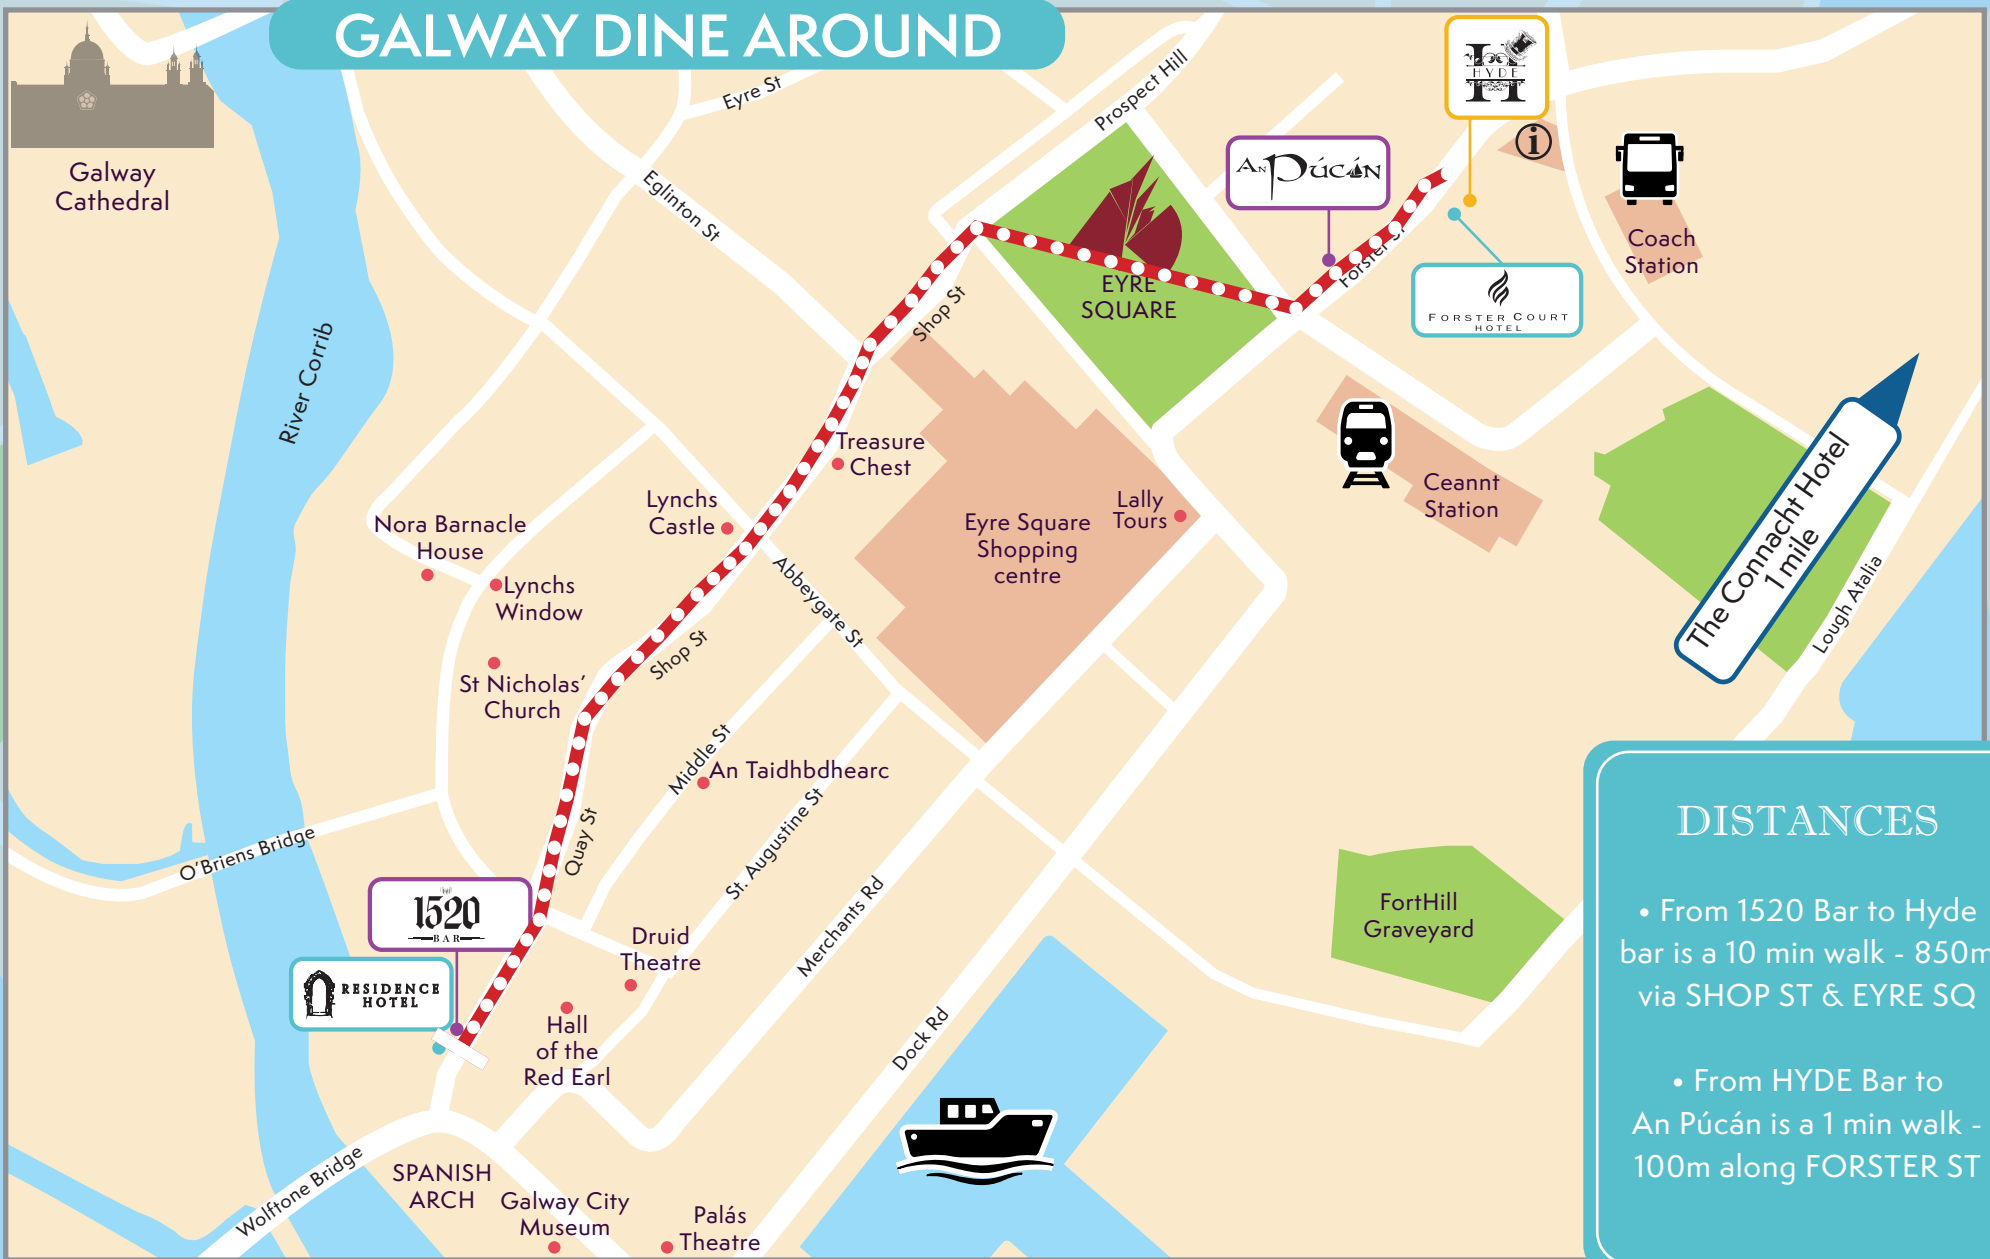 GALWAY DINE AROUND
Galway
Cathedral
River Corrib
Eyre St
Eglinton St
Prospect Hill
H
HYDE
AN PÚCÁN
i
Coach
Station
Forster St
FORSTER COURT
HOTEL
EYRE
SQUARE
Shop St
Treasure
Chest
Lynchs
Castle
Nora Barnacle
House
Lynchs
Window
St Nicholas'
Church
Shop St
Abbeygate St
Eyre Square
Shopping
centre
Lally
Tours
Ceannt
Station
The Connacht Hotel
1 mile
Lough Atalia
Middle St
An Taidhbdhearc
St. Augustine St
Quay St
O'Briens Bridge
1520
BAR
RESIDENCE
HOTEL
Druid
Theatre
Hall
of the
Red Earl
Merchants Rd
Dock Rd
FortHill
Graveyard
Wolftone Bridge
SPANISH
ARCH
Galway City
Museum
Palás
Theatre
DISTANCES
• From 1520 Bar to Hyde
bar is a 10 min walk - 850m
via SHOP ST & EYRE SQ
• From HYDE Bar to
An Púcán is a 1 min walk -
100m along FORSTER ST